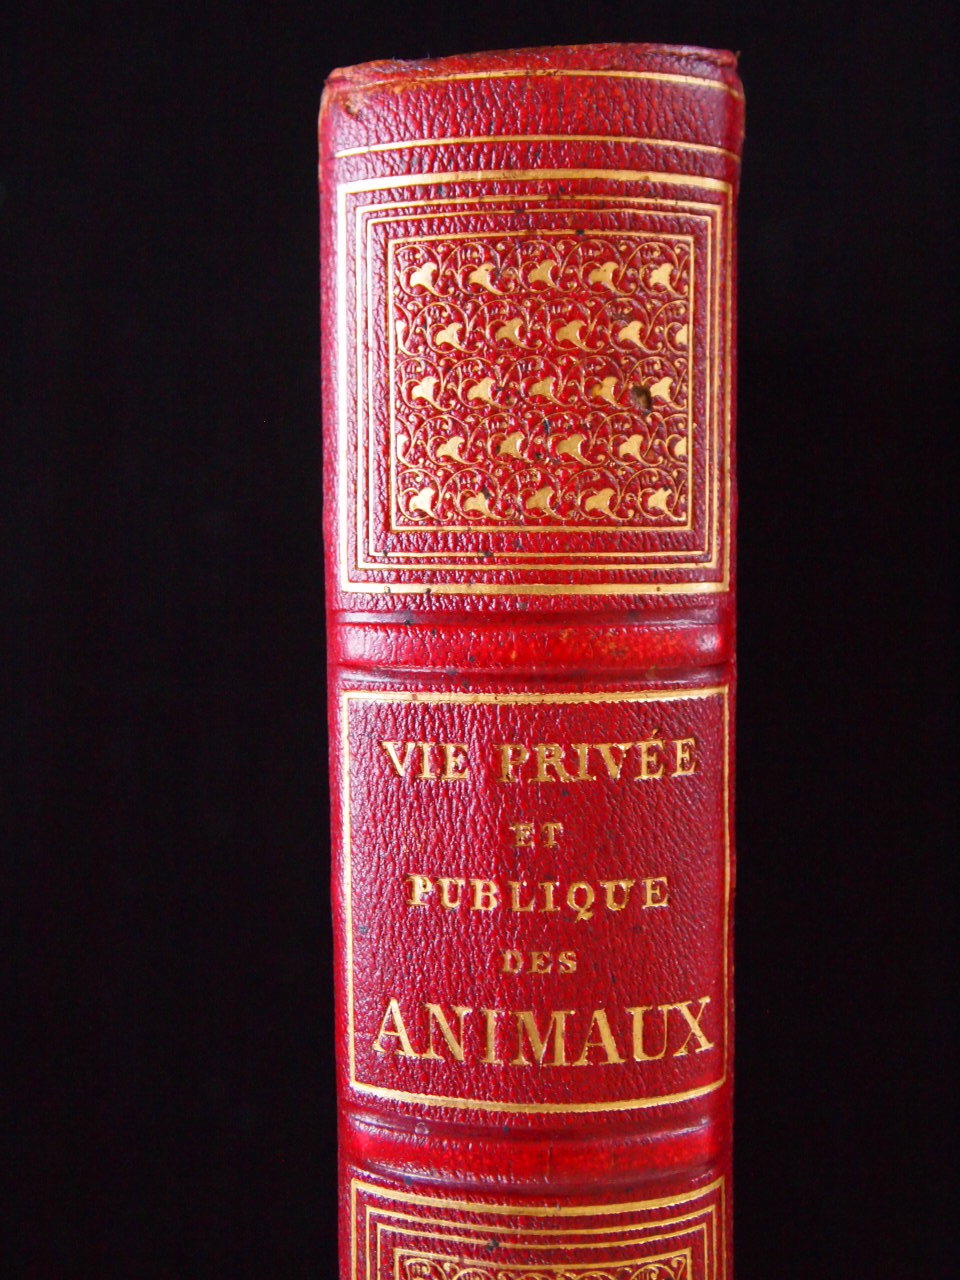 VIE PRIVÉE
ET
PUBLIQUE
DES
ANIMAUX